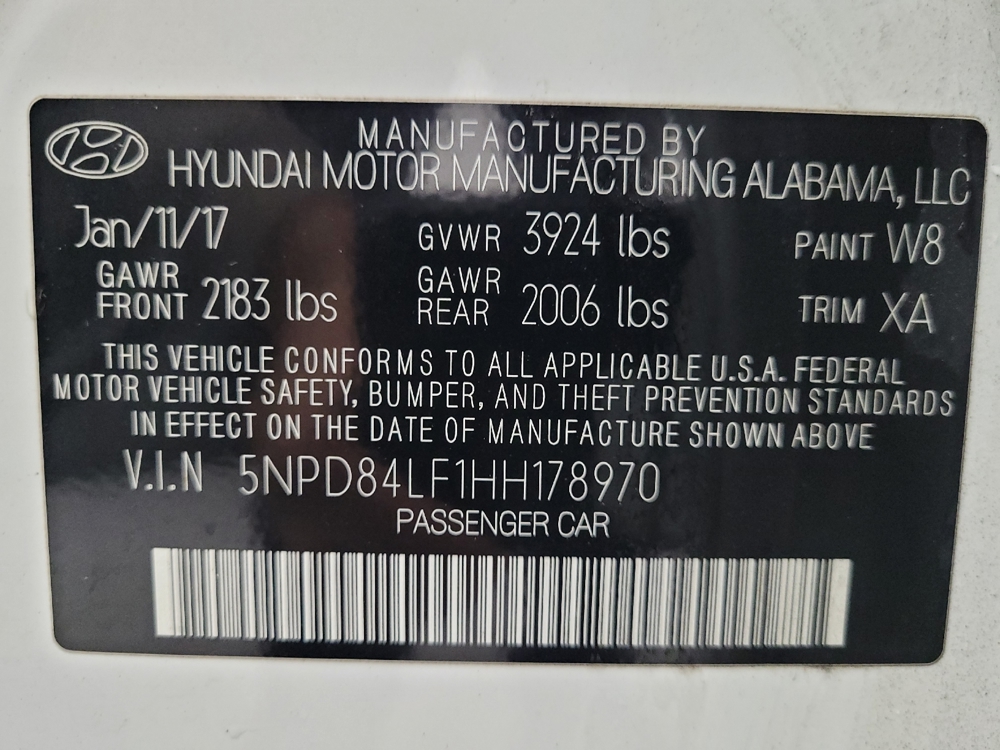 MANUFACTURED BY
HYUNDAI MOTOR MANUFACTURING ALABAMA, LLC
Jan/11/17 GVWR 3924 lbs PAINT W8
GAWR FRONT 2183 lbs GAWR REAR 2006 lbs TRIM XA
THIS VEHICLE CONFORMS TO ALL APPLICABLE U.S.A. FEDERAL
MOTOR VEHICLE SAFETY, BUMPER, AND THEFT PREVENTION STANDARDS
IN EFFECT ON THE DATE OF MANUFACTURE SHOWN ABOVE
V.I.N 5NPD84LF1HH178970
PASSENGER CAR